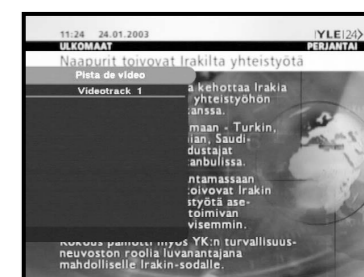 11:24 24.01.2003 YLE24
ULKOMAAT PERJANTAI
Naapurit toivovat Irakilta yhteistyötä
Pista de video
Videotrack 1
a kehottaa Irakia
yhteistyöhön
anssa.
maan - Turkin,
ian, Saudi-
dustajat
tanbulissa.
ntamassaan
toivovat Irakin
styötä ase-
toimivan
visemmin.
Kokous painotti myös YK:n turvallisuus-
neuvoston roolia luvanantajana
mahdolliselle Irakin-sodalle.